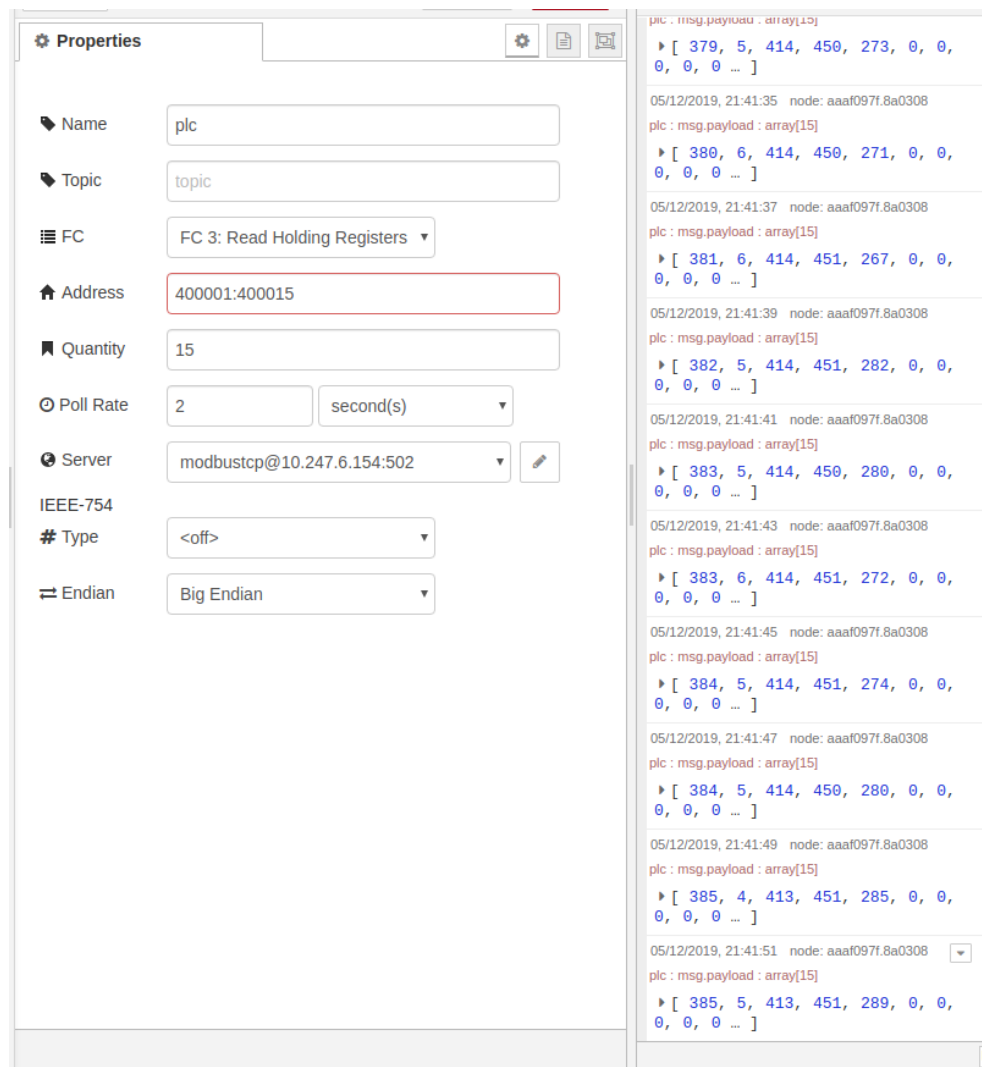 Properties
Name
plc
Topic
topic
FC
FC 3: Read Holding Registers
Address
400001:400015
Quantity
15
Poll Rate
2
second(s)
Server
modbustcp@10.247.6.154:502
IEEE-754
# Type
<off>
Endian
Big Endian
plc : msg.payload : array[15]
[ 379, 5, 414, 450, 273, 0, 0,
0, 0, 0 … ]
05/12/2019, 21:41:35 node: aaaf097f.8a0308
plc : msg.payload : array[15]
[ 380, 6, 414, 450, 271, 0, 0,
0, 0, 0 … ]
05/12/2019, 21:41:37 node: aaaf097f.8a0308
plc : msg.payload : array[15]
[ 381, 6, 414, 451, 267, 0, 0,
0, 0, 0 … ]
05/12/2019, 21:41:39 node: aaaf097f.8a0308
plc : msg.payload : array[15]
[ 382, 5, 414, 451, 282, 0, 0,
0, 0, 0 … ]
05/12/2019, 21:41:41 node: aaaf097f.8a0308
plc : msg.payload : array[15]
[ 383, 5, 414, 450, 280, 0, 0,
0, 0, 0 … ]
05/12/2019, 21:41:43 node: aaaf097f.8a0308
plc : msg.payload : array[15]
[ 383, 6, 414, 451, 272, 0, 0,
0, 0, 0 … ]
05/12/2019, 21:41:45 node: aaaf097f.8a0308
plc : msg.payload : array[15]
[ 384, 5, 414, 451, 274, 0, 0,
0, 0, 0 … ]
05/12/2019, 21:41:47 node: aaaf097f.8a0308
plc : msg.payload : array[15]
[ 384, 5, 414, 450, 280, 0, 0,
0, 0, 0 … ]
05/12/2019, 21:41:49 node: aaaf097f.8a0308
plc : msg.payload : array[15]
[ 385, 4, 413, 451, 285, 0, 0,
0, 0, 0 … ]
05/12/2019, 21:41:51 node: aaaf097f.8a0308
plc : msg.payload : array[15]
[ 385, 5, 413, 451, 289, 0, 0,
0, 0, 0 … ]